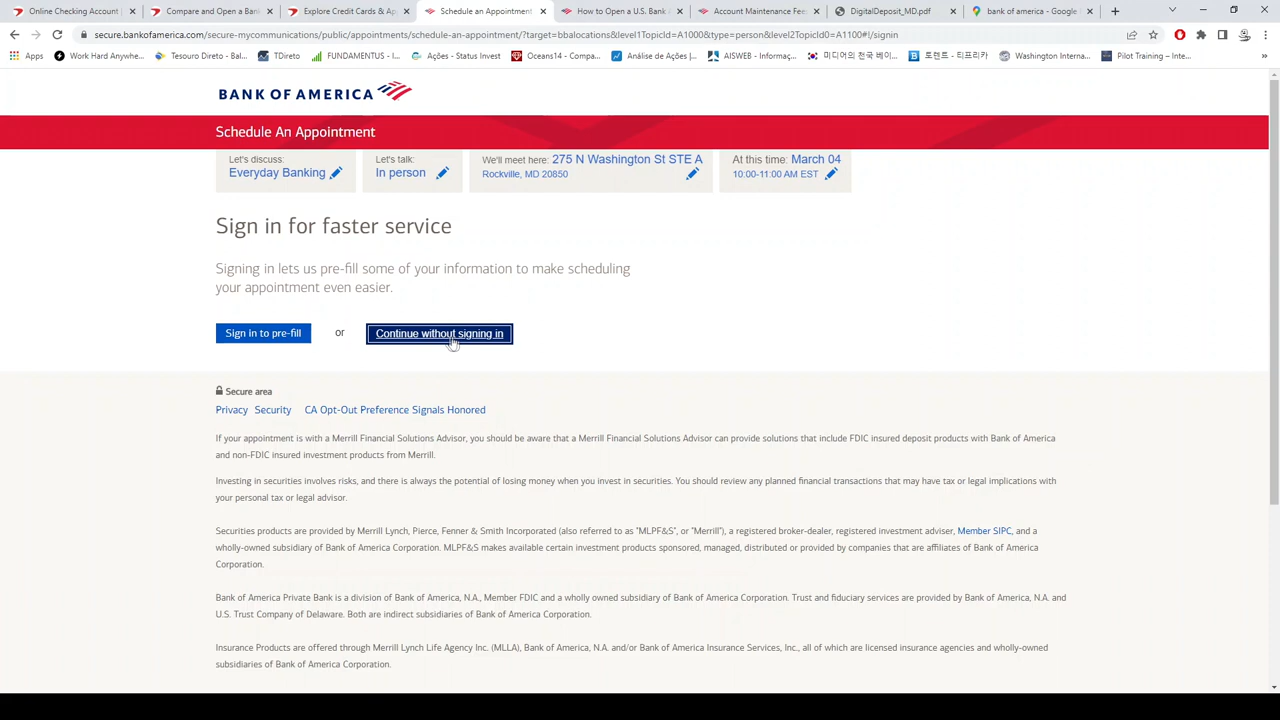 Online Checking Account
Compare and Open a Ban
Explore Credit Cards & Ap
Schedule an Appointment
How to Open a U.S. Bank
Account Maintenance Fee
DigitalDeposit_MD.pdf
bank of america - Google
secure.bankofamerica.com/secure-mycommunications/public/appointments/schedule-an-appointment/?target=bbalocations&level1TopicId=A1000&type=person&level2TopicId0=A1100#!/signin
Apps
Work Hard Anywhe...
Tesouro Direto - Bal...
TDireto
FUNDAMENTUS - I...
Ações - Status Invest
Oceans14 - Compa...
Análise de Ações |...
AISWEB - Informaç...
미디어의 천국 베이...
토렌트 - 티프리카
Washington Interna...
Pilot Training – Inte...
BANK OF AMERICA
Schedule An Appointment
Let's discuss:
Everyday Banking
Let's talk:
In person
We'll meet here: 275 N Washington St STE A
Rockville, MD 20850
At this time: March 04
10:00-11:00 AM EST
Sign in for faster service
Signing in lets us pre-fill some of your information to make scheduling
your appointment even easier.
Sign in to pre-fill
or
Continue without signing in
Secure area
Privacy Security CA Opt-Out Preference Signals Honored
If your appointment is with a Merrill Financial Solutions Advisor, you should be aware that a Merrill Financial Solutions Advisor can provide solutions that include FDIC insured deposit products with Bank of America
and non-FDIC insured investment products from Merrill.
Investing in securities involves risks, and there is always the potential of losing money when you invest in securities. You should review any planned financial transactions that may have tax or legal implications with
your personal tax or legal advisor.
Securities products are provided by Merrill Lynch, Pierce, Fenner & Smith Incorporated (also referred to as "MLPF&S", or "Merrill"), a registered broker-dealer, registered investment adviser, Member SIPC, and a
wholly-owned subsidiary of Bank of America Corporation. MLPF&S makes available certain investment products sponsored, managed, distributed or provided by companies that are affiliates of Bank of America
Corporation.
Bank of America Private Bank is a division of Bank of America, N.A., Member FDIC and a wholly owned subsidiary of Bank of America Corporation. Trust and fiduciary services are provided by Bank of America, N.A. and
U.S. Trust Company of Delaware. Both are indirect subsidiaries of Bank of America Corporation.
Insurance Products are offered through Merrill Lynch Life Agency Inc. (MLLA), Bank of America, N.A. and/or Bank of America Insurance Services, Inc., all of which are licensed insurance agencies and wholly-owned
subsidiaries of Bank of America Corporation.